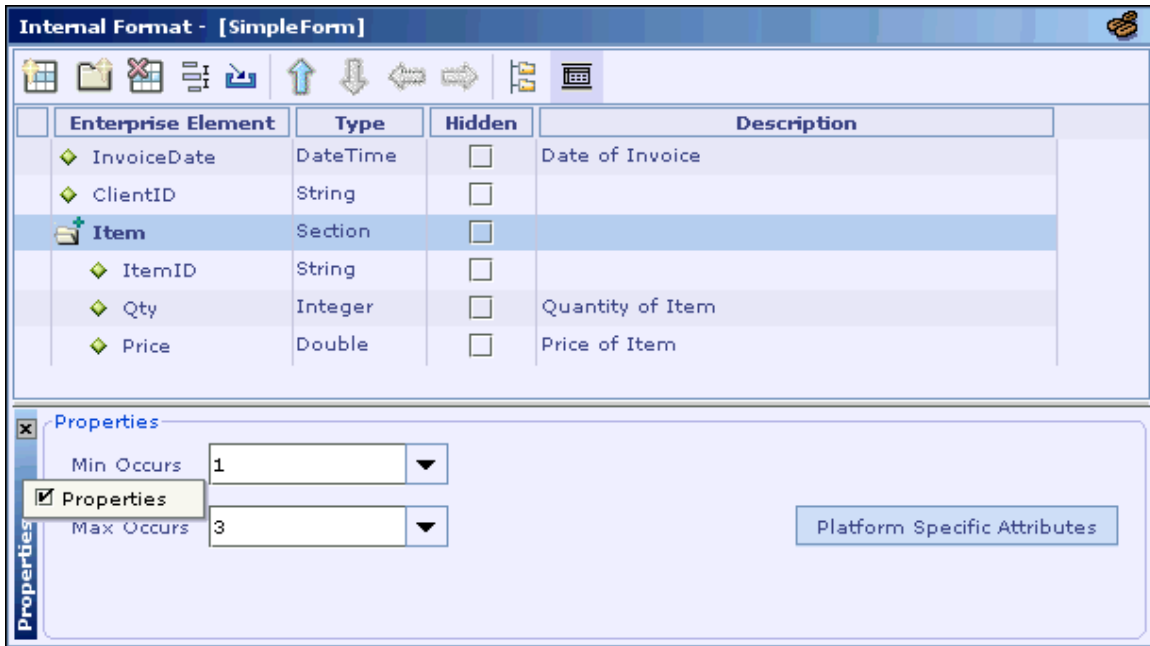 Internal Format - [SimpleForm]
Enterprise Element Type Hidden Description
InvoiceDate DateTime Date of Invoice
ClientID String
Item Section
ItemID String
Qty Integer Quantity of Item
Price Double Price of Item
Properties
Min Occurs 1
Properties
Max Occurs 3 Platform Specific Attributes
Properties